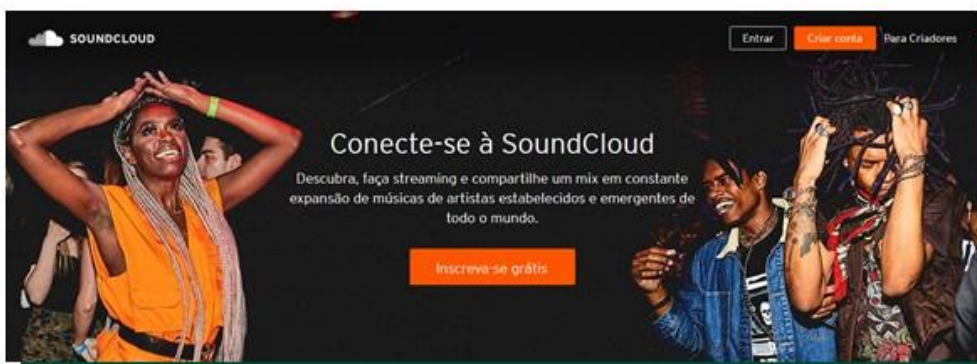 SOUNDCLOUD
Entrar
Criar conta
Para Criadores
Conecte-se à SoundCloud
Descubra, faça streaming e compartilhe um mix em constante
expansão de músicas de artistas estabelecidos e emergentes de
todo o mundo.
Inscreva-se grátis